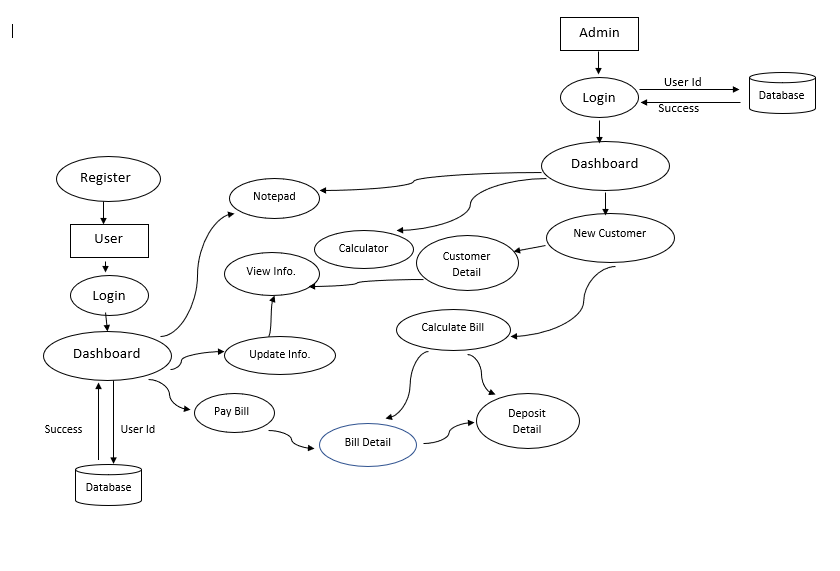 Admin
Login
User Id
Success
Database
Dashboard
Register
Notepad
New Customer
User
Calculator
Customer
Detail
View Info.
Login
Calculate Bill
Dashboard
Update Info.
Pay Bill
Deposit
Detail
Success
User Id
Bill Detail
Database